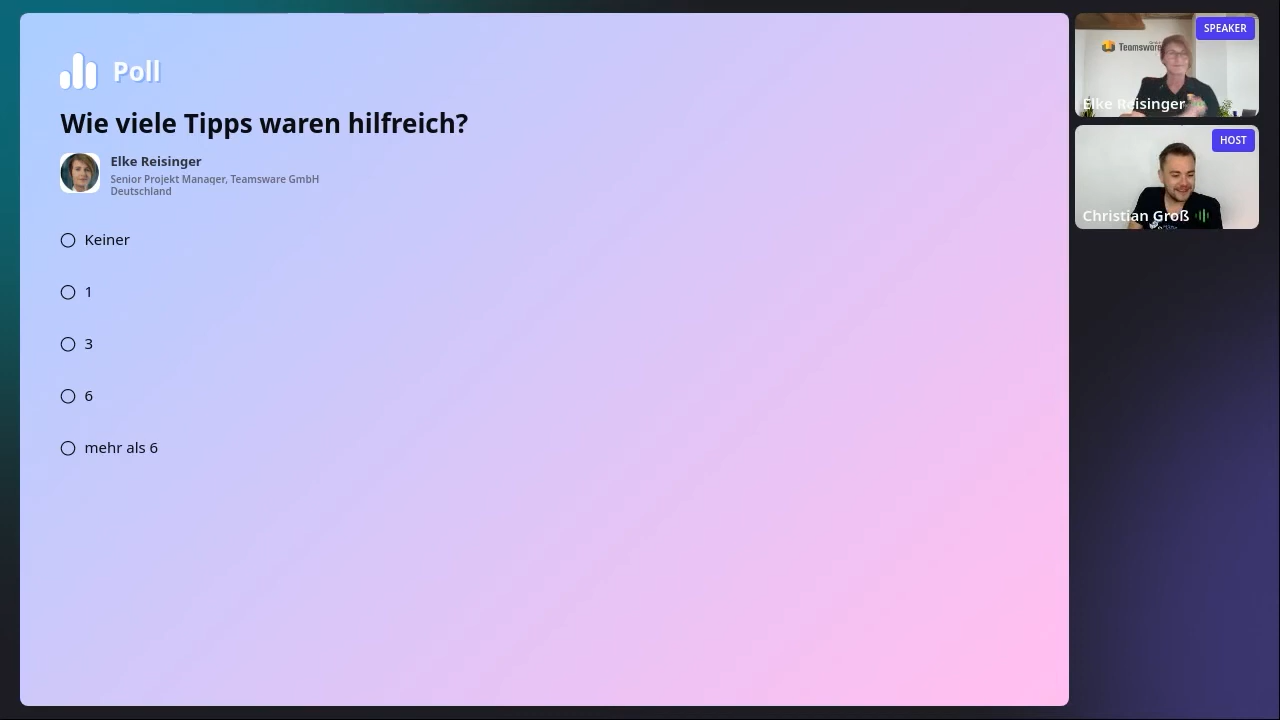 Poll
Wie viele Tipps waren hilfreich?
Elke Reisinger
Senior Projekt Manager, Teamsware GmbH
Deutschland
Keiner
1
3
6
mehr als 6
SPEAKER
Teamsware
Elke Reisinger
HOST
Christian Groß